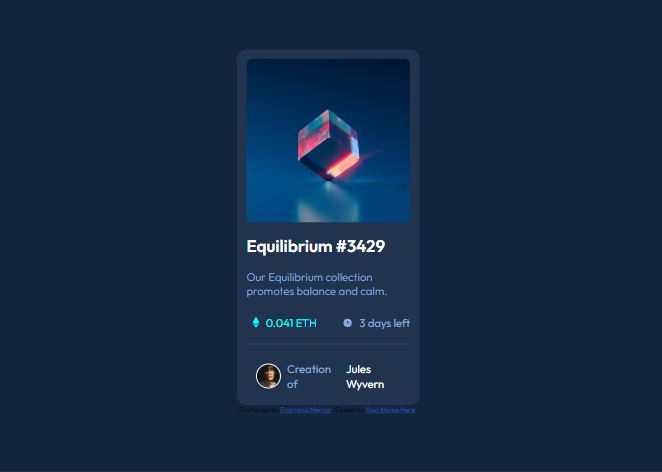 Equilibrium #3429
Our Equilibrium collection
promotes balance and calm.
0.041 ETH 3 days left
Creation of Jules Wyvern
Challenge by Frontend Mentor. Coded by Your Name Here.